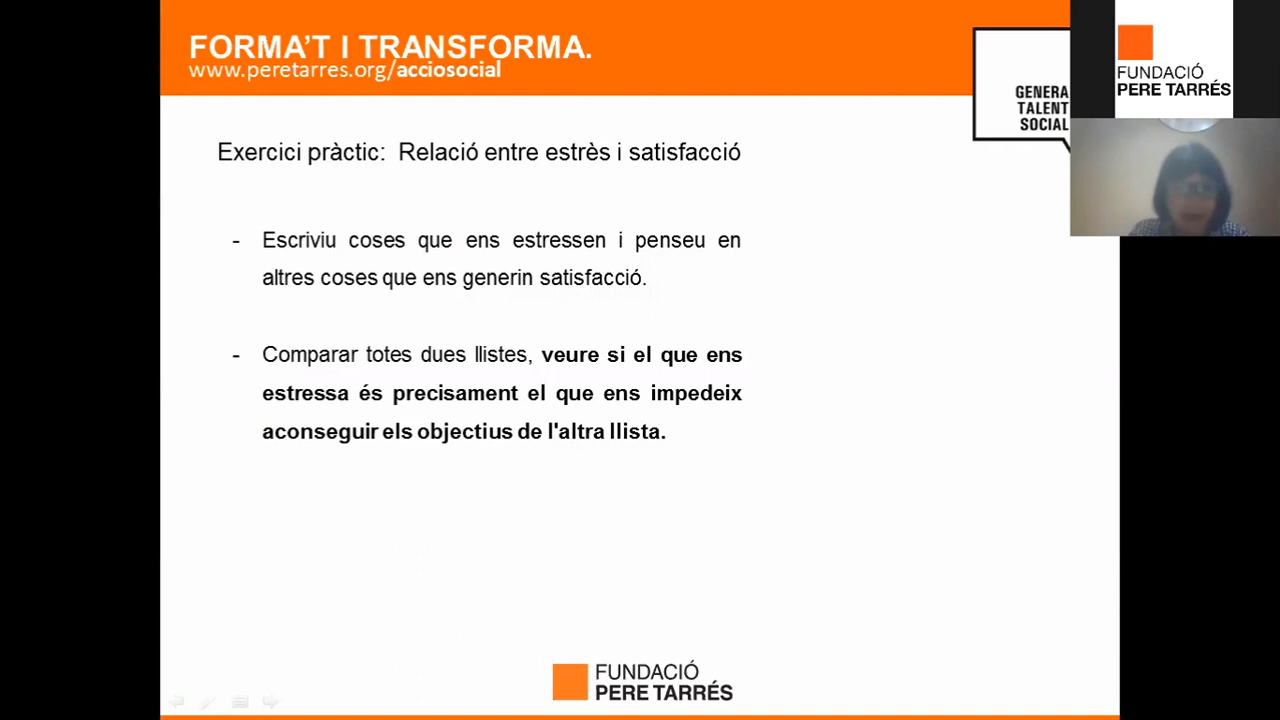 FORMA'T I TRANSFORMA.
www.peretarres.org/acciosocial
GENERA
TALENT
SOCIAL
FUNDACIÓ
PERE TARRÉS
Exercici pràctic: Relació entre estrès i satisfacció
- Escriviu coses que ens estressen i penseu en
altres coses que ens generin satisfacció.
- Comparar totes dues llistes, veure si el que ens
estressa és precisament el que ens impedeix
aconseguir els objectius de l'altra llista.
FUNDACIÓ
PERE TARRÉS